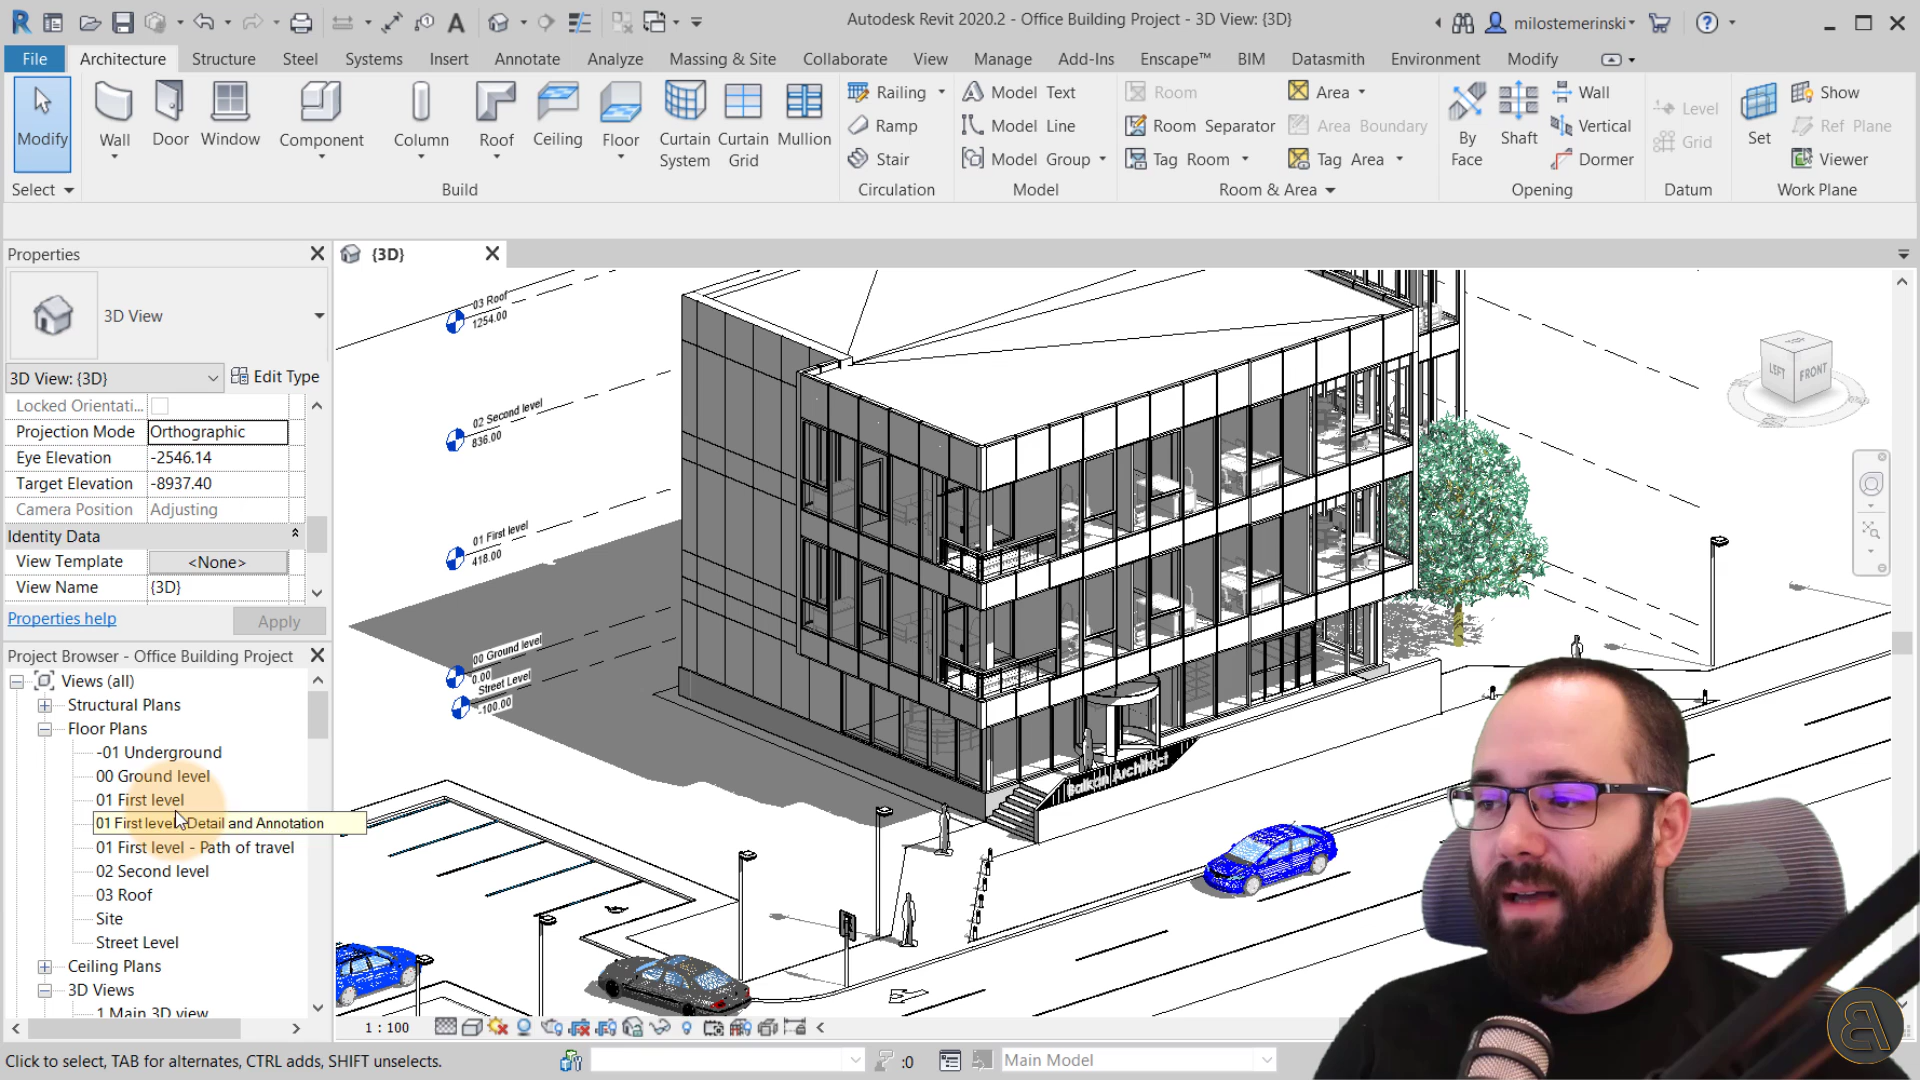 Autodesk Revit 2020.2 - Office Building Project - 3D View: {3D}
milostemerinski
File
Architecture
Structure
Steel
Systems
Insert
Annotate
Analyze
Massing & Site
Collaborate
View
Manage
Add-Ins
Enscape™
BIM
Datasmith
Environment
Modify
Modify
Wall
Door
Window
Component
Column
Roof
Ceiling
Floor
Curtain System
Curtain Grid
Mullion
Railing
Ramp
Stair
Model Text
Model Line
Model Group
Room
Room Separator
Tag Room
Area
Area Boundary
Tag Area
By Face
Shaft
Wall
Vertical
Dormer
Level
Grid
Set
Show
Ref Plane
Viewer
Select
Build
Circulation
Model
Room & Area
Opening
Datum
Work Plane
Properties
3D View
3D View: {3D}
Edit Type
Locked Orientati...
Projection Mode Orthographic
Eye Elevation -2546.14
Target Elevation -8937.40
Camera Position Adjusting
Identity Data
View Template <None>
View Name {3D}
Properties help
Apply
Project Browser - Office Building Project
Views (all)
Structural Plans
Floor Plans
-01 Underground
00 Ground level
01 First level
01 First level - Detail and Annotation
01 First level - Path of travel
02 Second level
03 Roof
Site
Street Level
Ceiling Plans
3D Views
1 Main 3D view
{3D}
03 Roof
1254.00
02 Second level
836.00
01 First level
418.00
00 Ground level
0.00
Street Level
-100.00
Balkan Architect
LEFT
FRONT
1 : 100
Click to select, TAB for alternates, CTRL adds, SHIFT unselects.
:0
Main Model